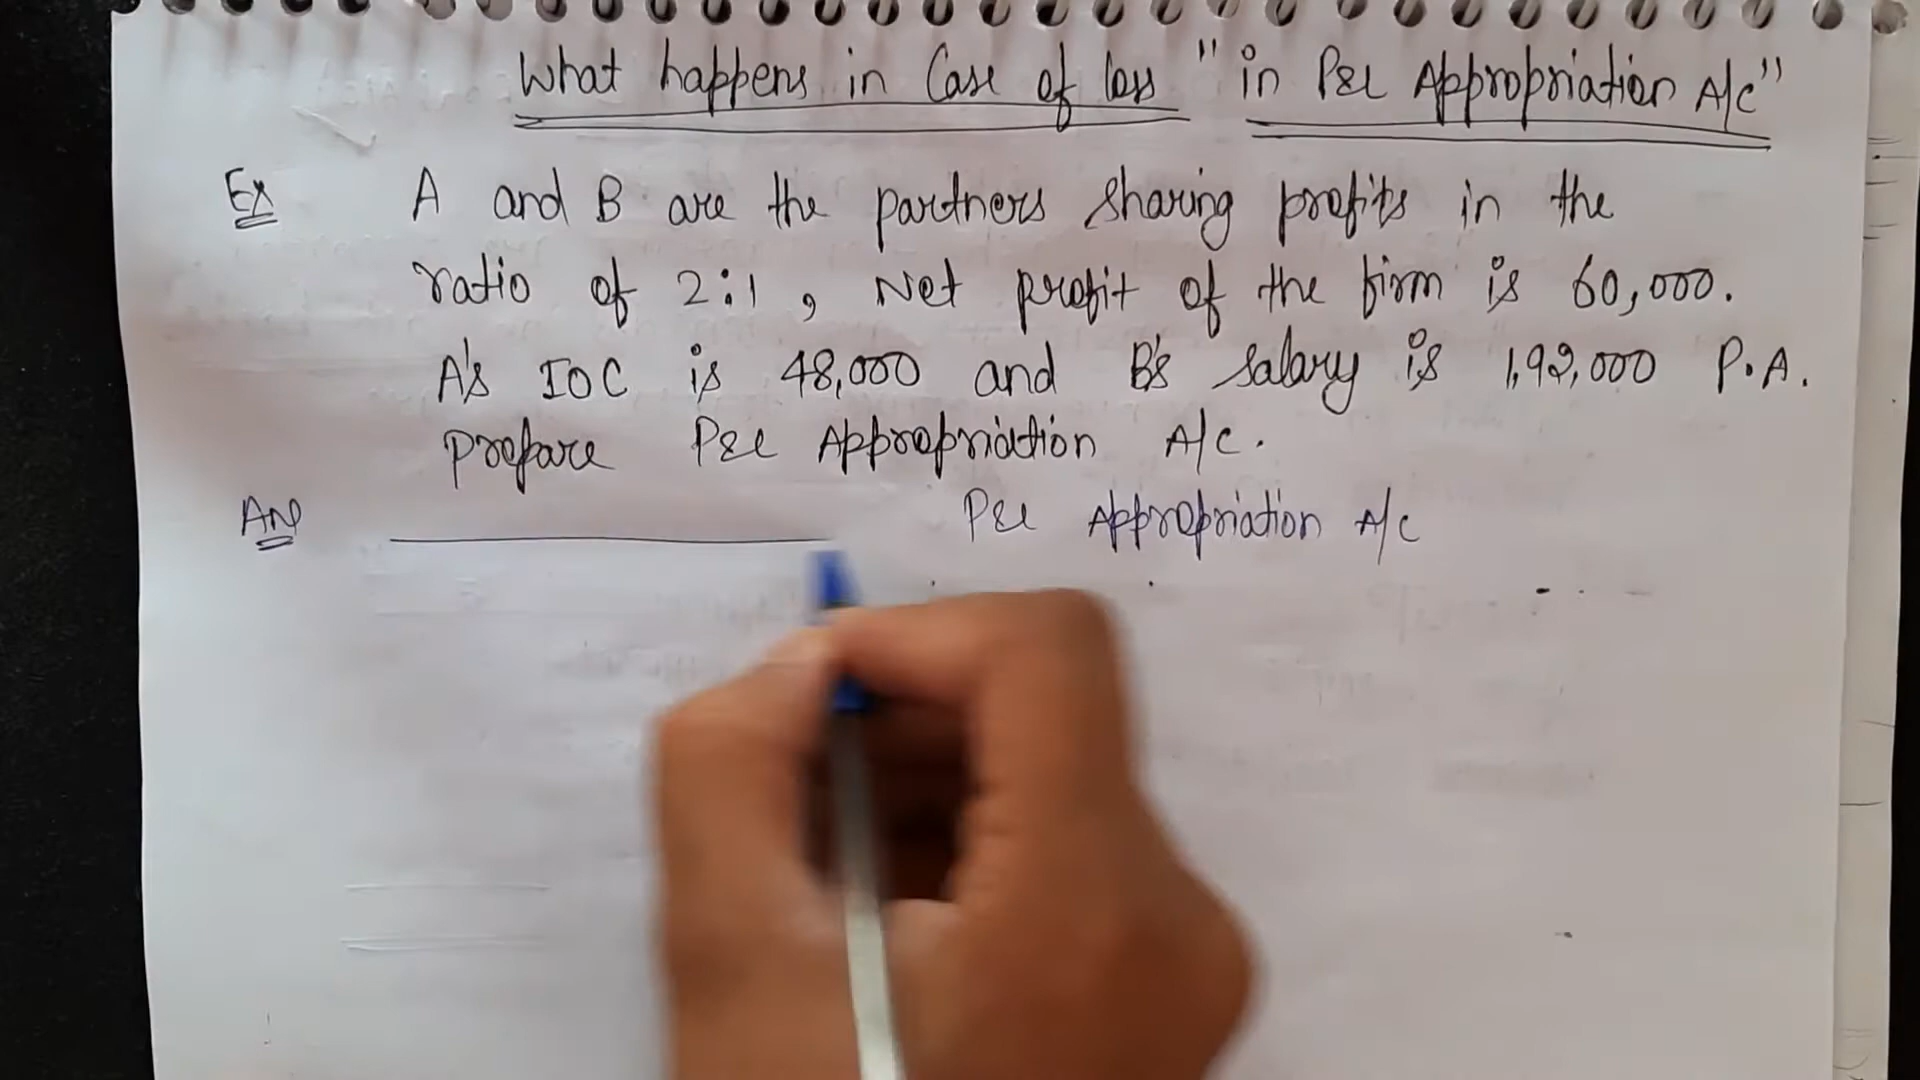 What happens in Case of loss "in P&L Appropriation A/c"
Ex A and B are the partners sharing profits in the
ratio of 2:1, Net profit of the firm is 60,000.
A's IOC is 48,000 and B's salary is 1,92,000 P.A.
Prepare P&L Appropriation A/c.
Ans P&L Appropriation A/c